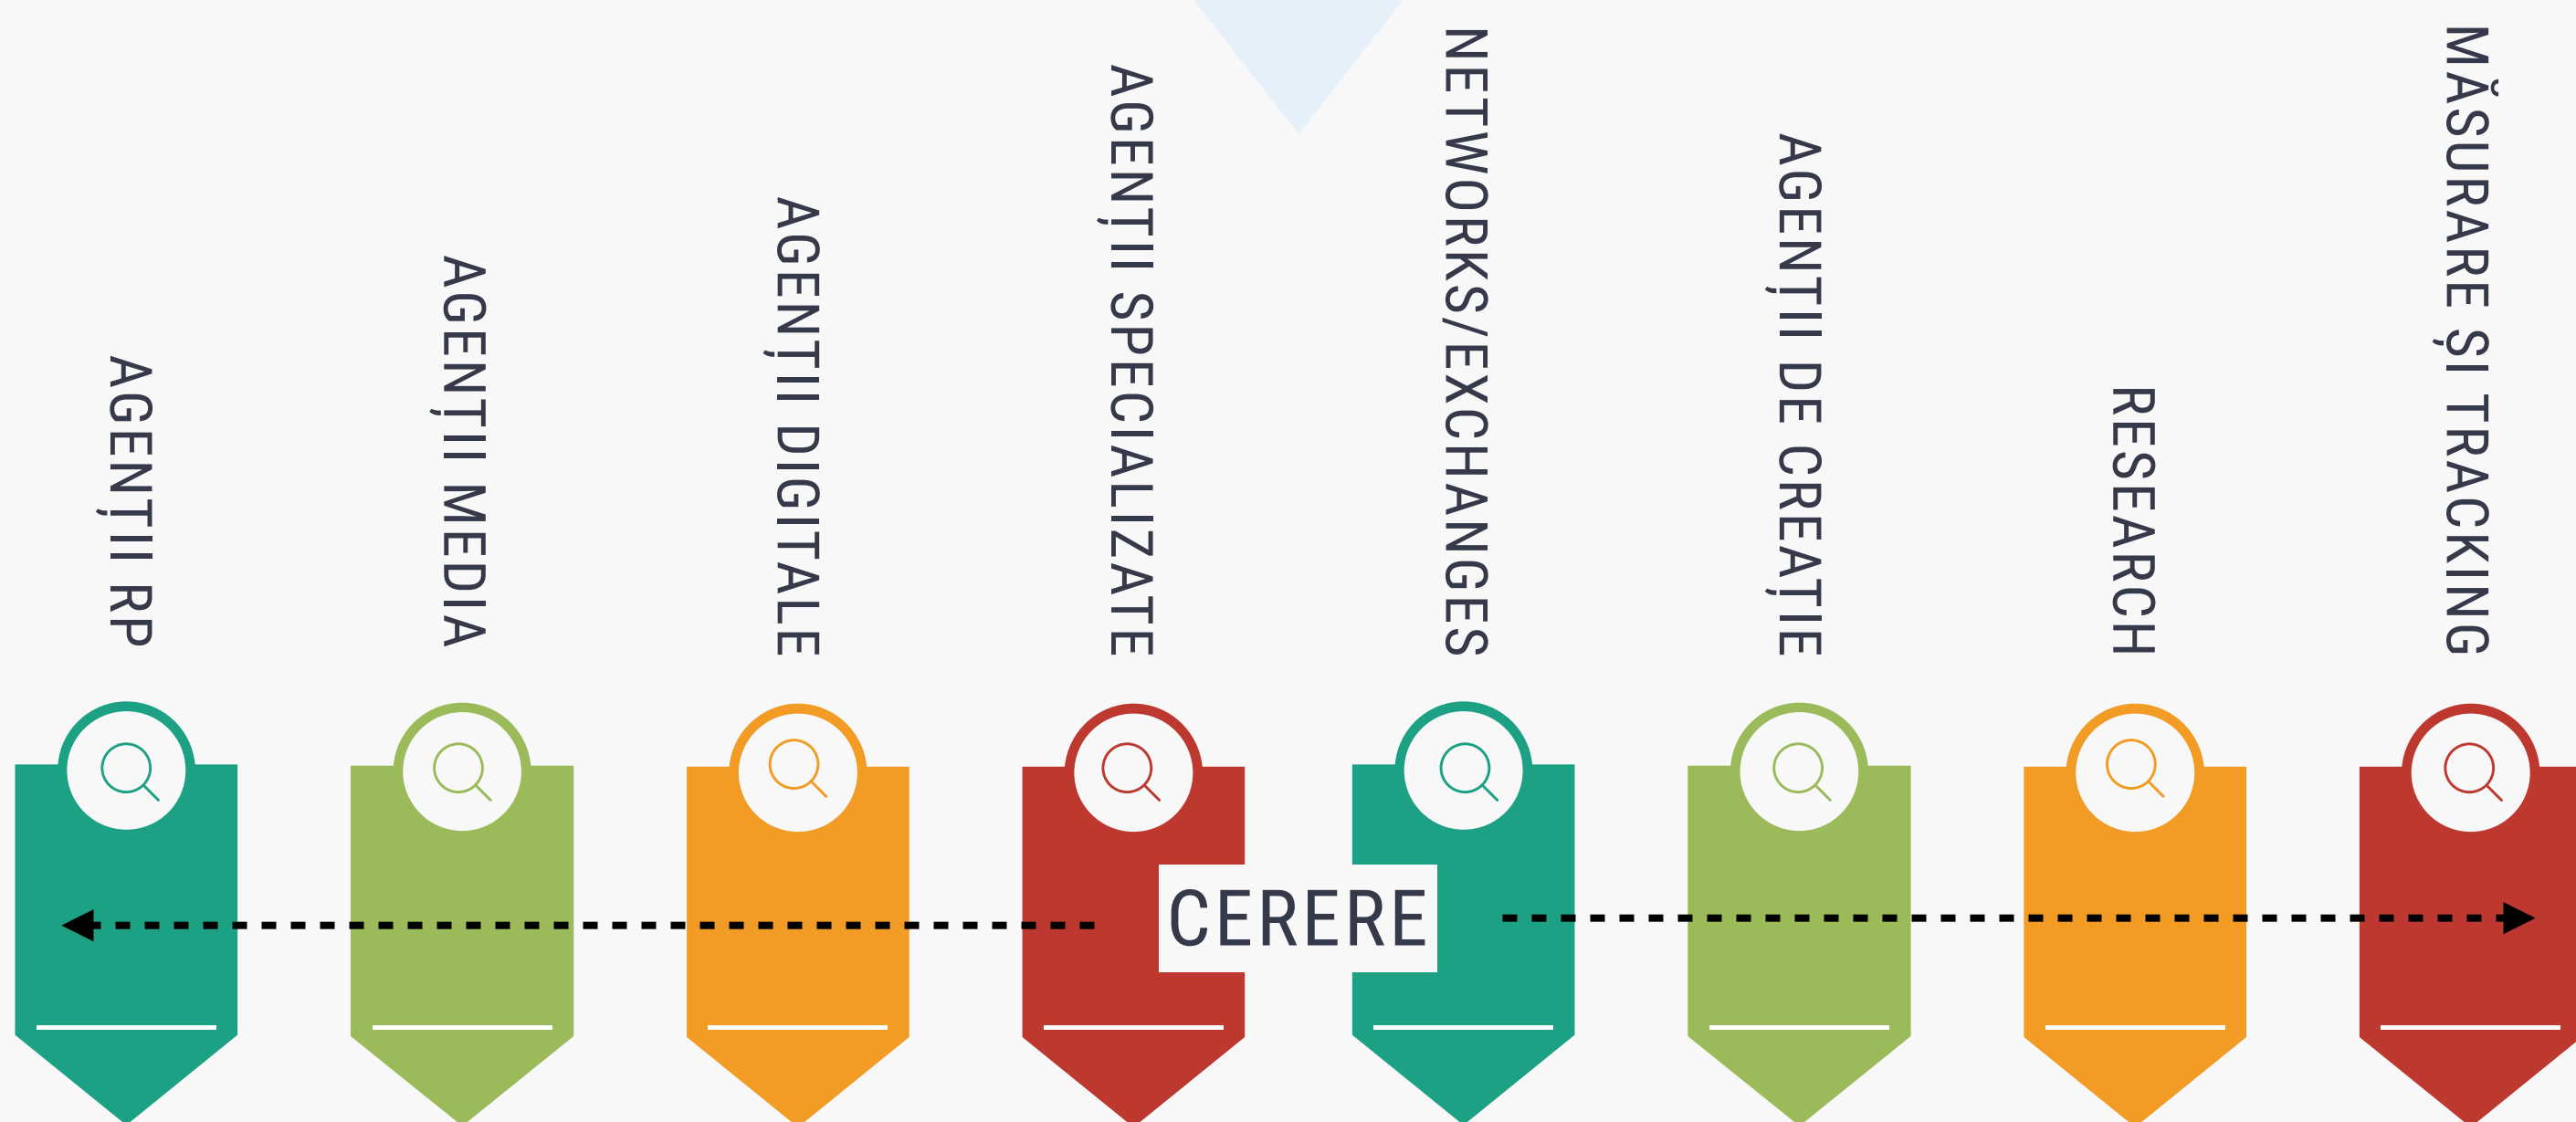 AGENȚII RP
AGENȚII MEDIA
AGENȚII DIGITALE
AGENȚII SPECIALIZATE
NETWORKS/EXCHANGES
AGENȚII DE CREAȚIE
RESEARCH
MĂSURARE ȘI TRACKING
CERERE